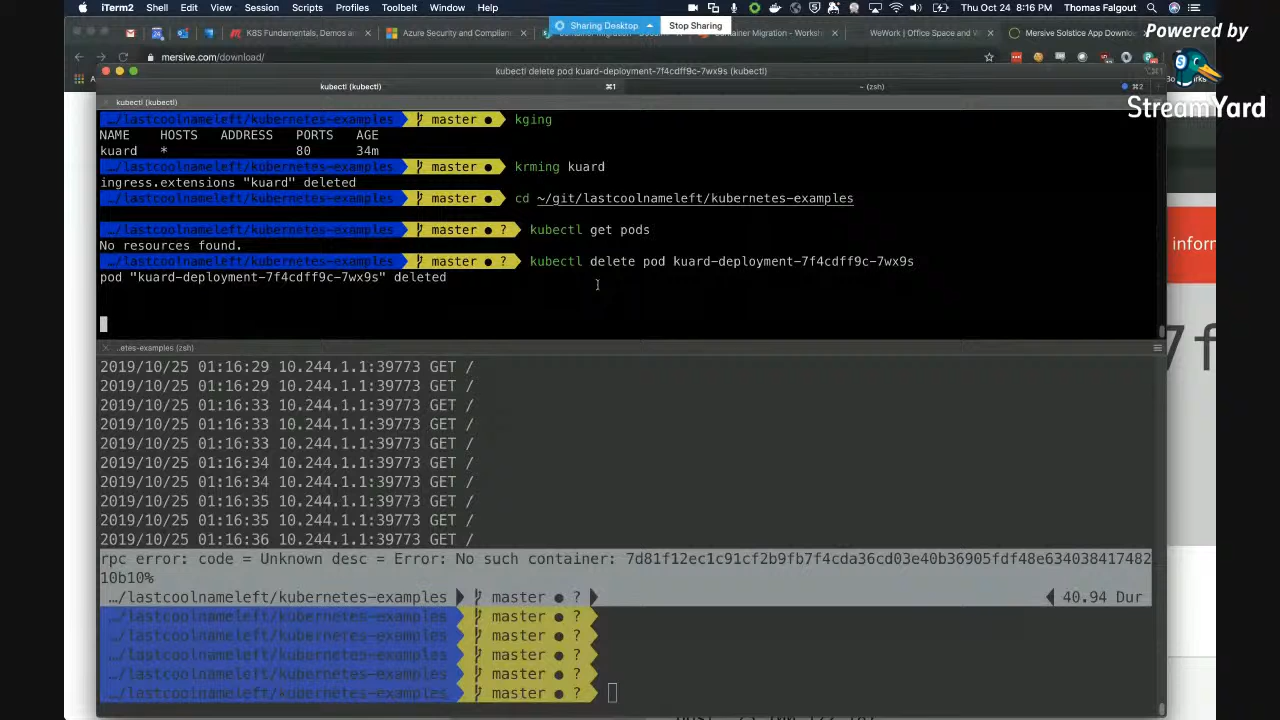 iTerm2 Shell Edit View Session Scripts Profiles Toolbelt Window Help Thu Oct 24 8:16 PM Thomas Falgout
Sharing Desktop Stop Sharing
Powered by
StreamYard
K8S Fundamentals, Demos a
Azure Security and Complianc
Container Migration - Worksh
WeWork | Office Space and W
Mersive Solstice App Downloa
mersive.com/download/
kubectl delete pod kuard-deployment-7f4cdff9c-7wx9s (kubectl)
kubectl (kubectl) ⌘1 ~ (zsh) ⌘2
kubectl (kubectl)
…/lastcoolnameleft/kubernetes-examples master ● kging
NAME HOSTS ADDRESS PORTS AGE
kuard * 80 34m
…/lastcoolnameleft/kubernetes-examples master ● krming kuard
ingress.extensions "kuard" deleted
…/lastcoolnameleft/kubernetes-examples master ● cd ~/git/lastcoolnameleft/kubernetes-examples
…/lastcoolnameleft/kubernetes-examples master ● ? kubectl get pods
No resources found.
…/lastcoolnameleft/kubernetes-examples master ● ? kubectl delete pod kuard-deployment-7f4cdff9c-7wx9s
pod "kuard-deployment-7f4cdff9c-7wx9s" deleted
..etes-examples (zsh)
2019/10/25 01:16:29 10.244.1.1:39773 GET /
2019/10/25 01:16:29 10.244.1.1:39773 GET /
2019/10/25 01:16:33 10.244.1.1:39773 GET /
2019/10/25 01:16:33 10.244.1.1:39773 GET /
2019/10/25 01:16:33 10.244.1.1:39773 GET /
2019/10/25 01:16:34 10.244.1.1:39773 GET /
2019/10/25 01:16:34 10.244.1.1:39773 GET /
2019/10/25 01:16:35 10.244.1.1:39773 GET /
2019/10/25 01:16:35 10.244.1.1:39773 GET /
2019/10/25 01:16:36 10.244.1.1:39773 GET /
rpc error: code = Unknown desc = Error: No such container: 7d81f12ec1c91cf2b9fb7f4cda36cd03e40b36905fdf48e634038417482
10b10%
…/lastcoolnameleft/kubernetes-examples master ● ? 40.94 Dur
…/lastcoolnameleft/kubernetes-examples master ● ?
…/lastcoolnameleft/kubernetes-examples master ● ?
…/lastcoolnameleft/kubernetes-examples master ● ?
…/lastcoolnameleft/kubernetes-examples master ● ?
…/lastcoolnameleft/kubernetes-examples master ● ?
inforr
7f